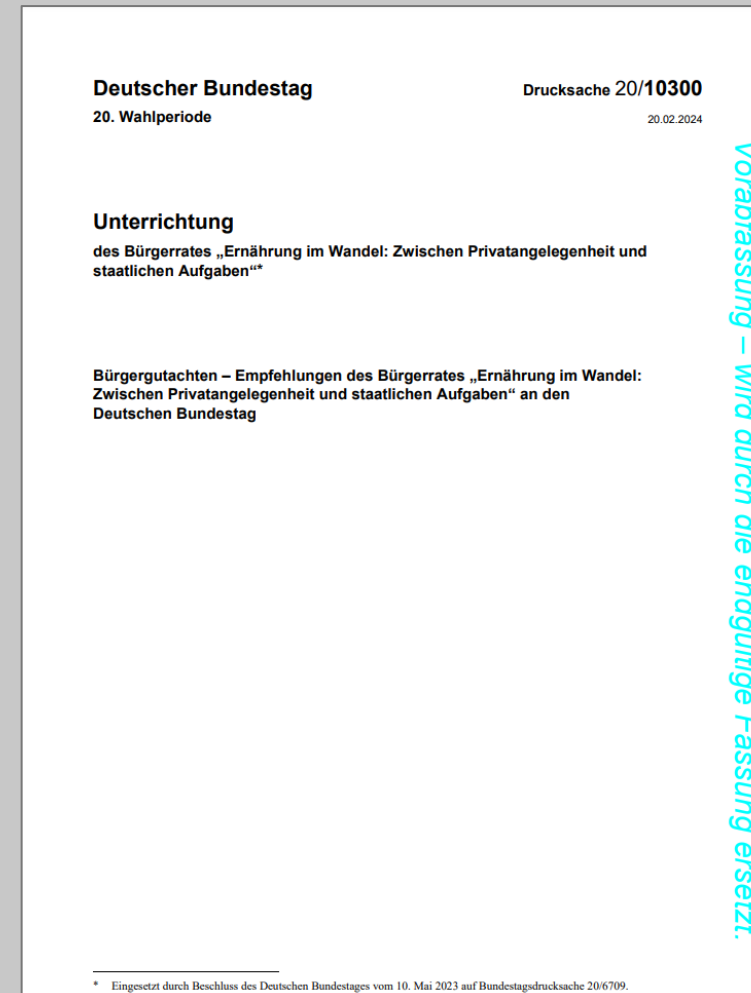 Deutscher Bundestag
Drucksache 20/10300
20. Wahlperiode
20.02.2024
Unterrichtung
des Bürgerrates „Ernährung im Wandel: Zwischen Privatangelegenheit und
staatlichen Aufgaben“*
Bürgergutachten – Empfehlungen des Bürgerrates „Ernährung im Wandel:
Zwischen Privatangelegenheit und staatlichen Aufgaben“ an den
Deutschen Bundestag
* Eingesetzt durch Beschluss des Deutschen Bundestages vom 10. Mai 2023 auf Bundestagsdrucksache 20/6709.
Vorabfassung – wird durch die endgültige Fassung ersetzt.